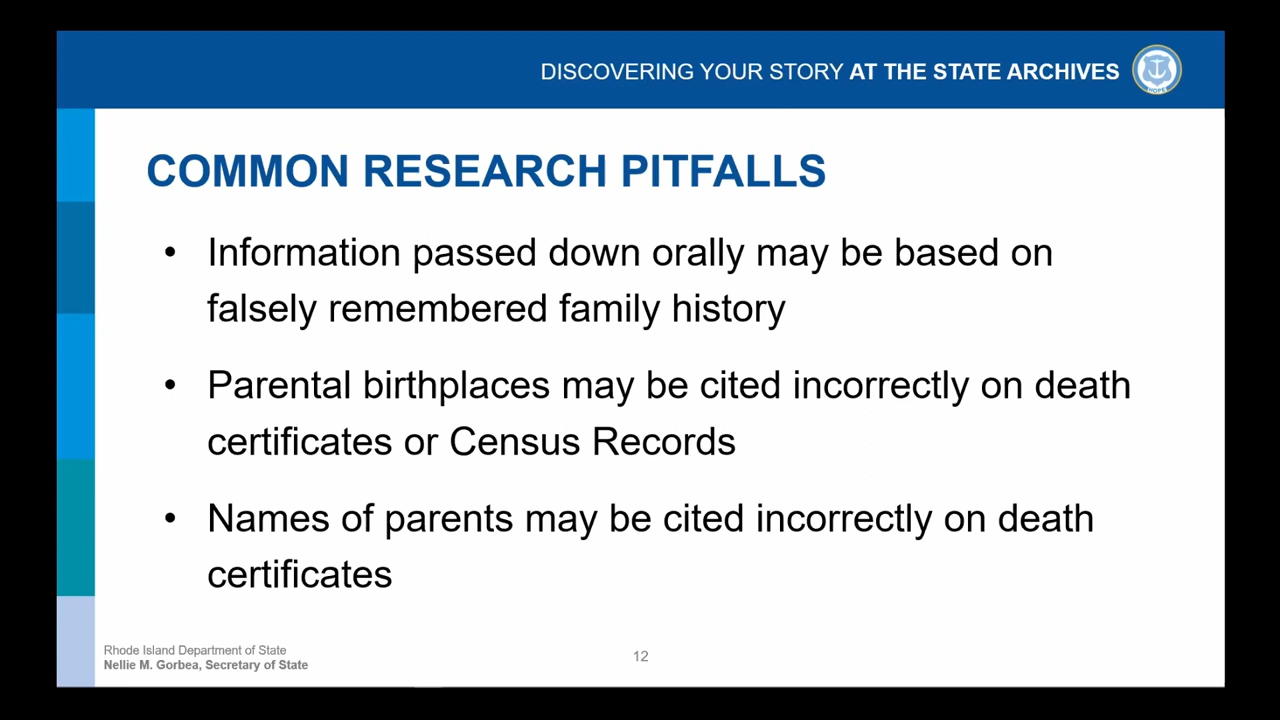 DISCOVERING YOUR STORY AT THE STATE ARCHIVES
HOPE
COMMON RESEARCH PITFALLS
• Information passed down orally may be based on
falsely remembered family history
• Parental birthplaces may be cited incorrectly on death
certificates or Census Records
• Names of parents may be cited incorrectly on death
certificates
Rhode Island Department of State
Nellie M. Gorbea, Secretary of State
12